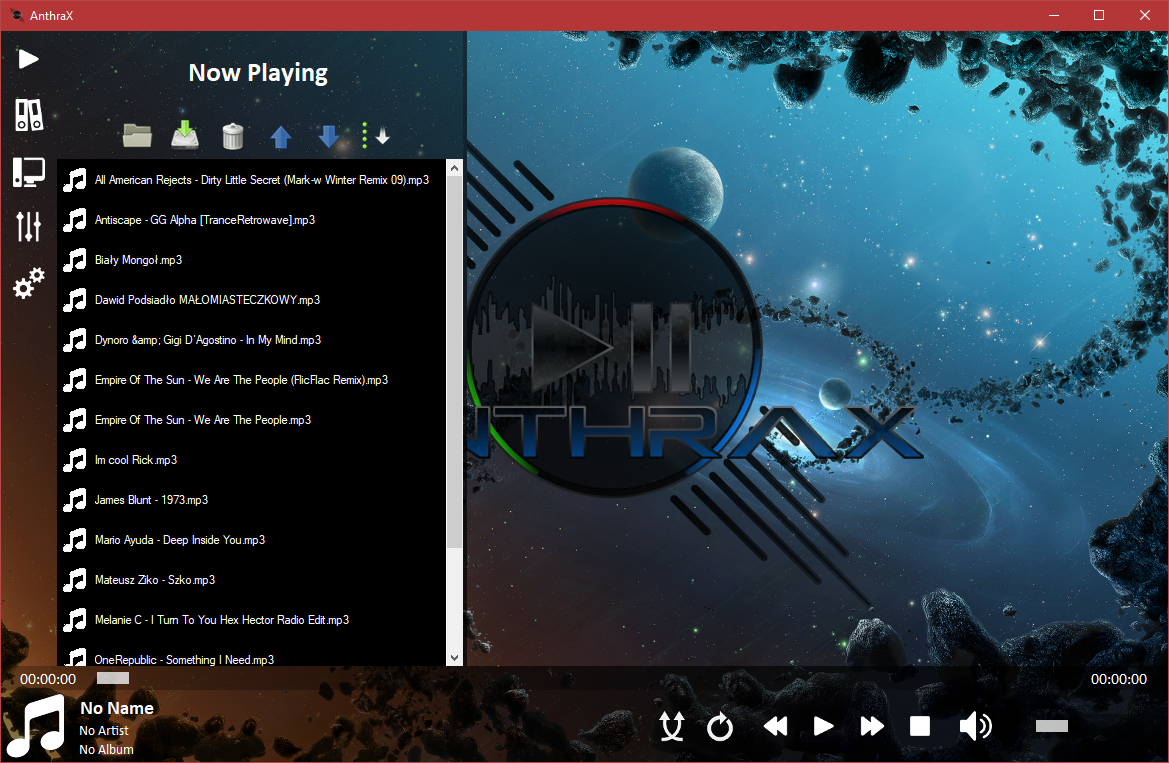 AnthraX
Now Playing
All American Rejects - Dirty Little Secret (Mark-w Winter Remix 09).mp3
Antiscape - GG Alpha [TranceRetrowave].mp3
Biały Mongoł.mp3
Dawid Podsiadło MAŁOMIASTECZKOWY.mp3
Dynoro &amp; Gigi D'Agostino - In My Mind.mp3
Empire Of The Sun - We Are The People (FlicFlac Remix).mp3
Empire Of The Sun - We Are The People.mp3
Im cool Rick.mp3
James Blunt - 1973.mp3
Mario Ayuda - Deep Inside You.mp3
Mateusz Ziko - Szko.mp3
Melanie C - I Turn To You Hex Hector Radio Edit.mp3
OneRepublic - Something I Need.mp3
NTHRAX
00:00:00
00:00:00
No Name
No Artist
No Album